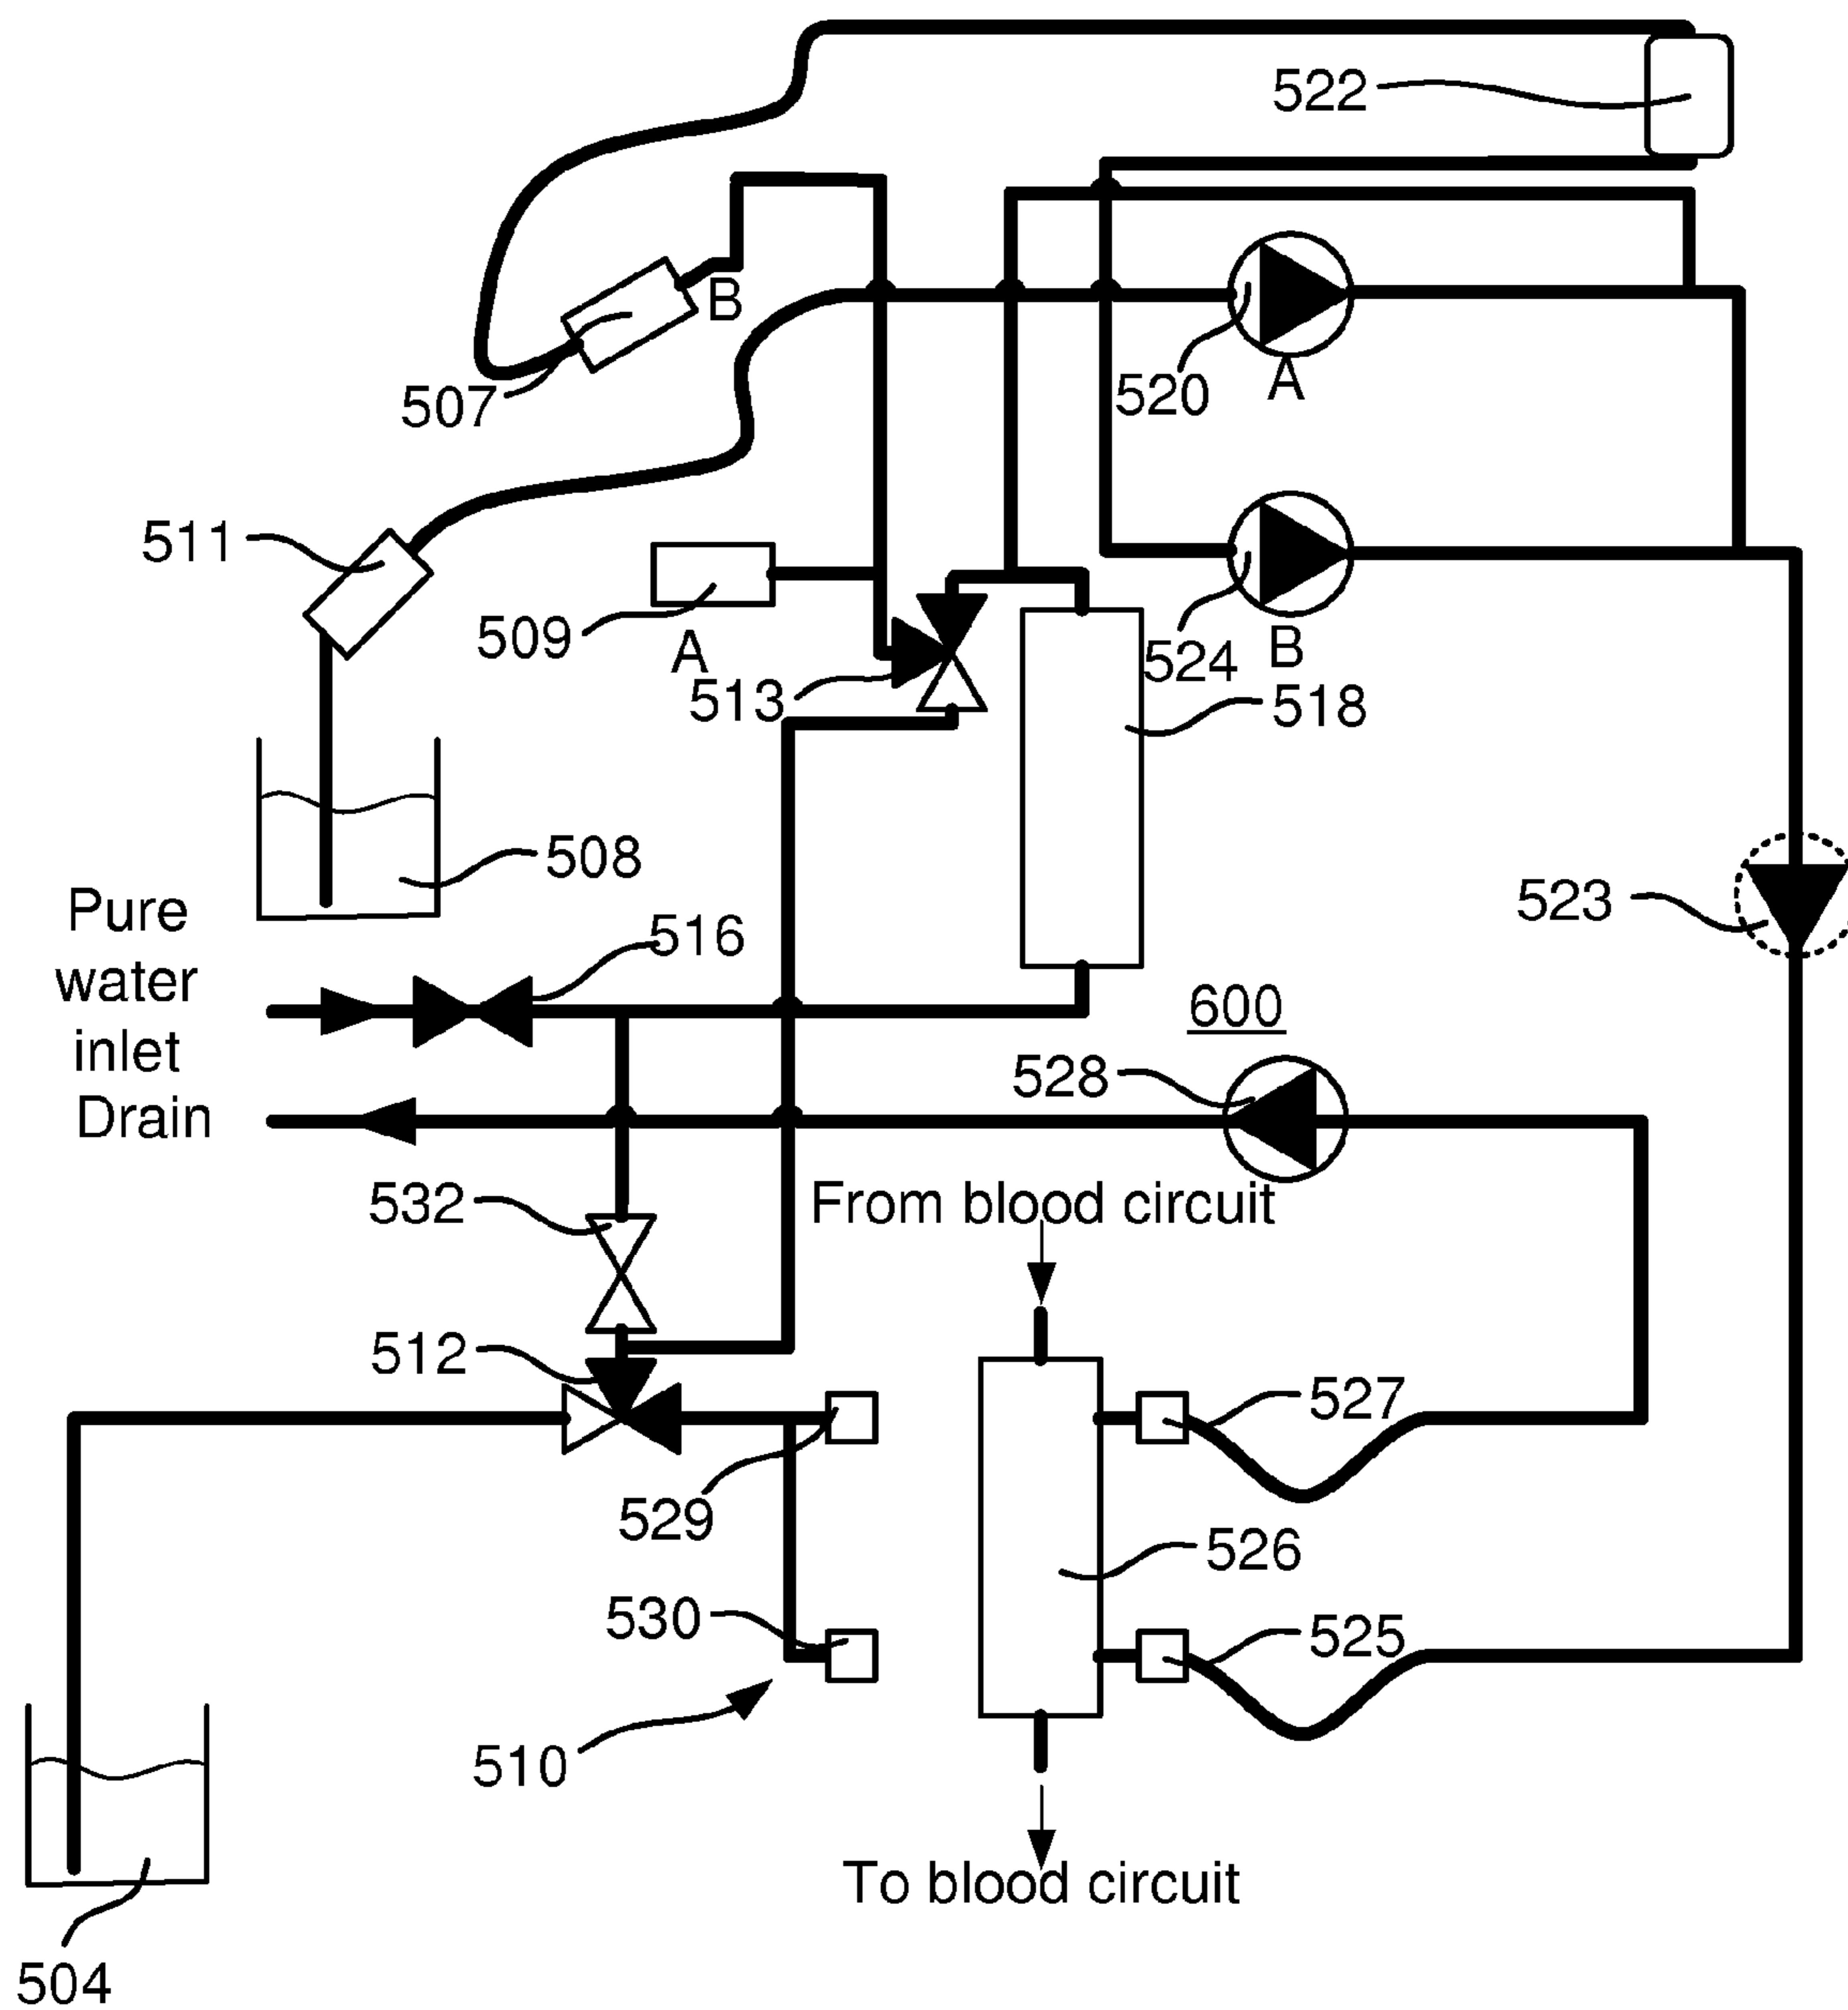 522
B
507
520
A
511
509
A
513
524
B
518
508
Pure
water
inlet
Drain
516
523
600
528
532
From blood circuit
512
527
529
526
530
525
510
To blood circuit
504